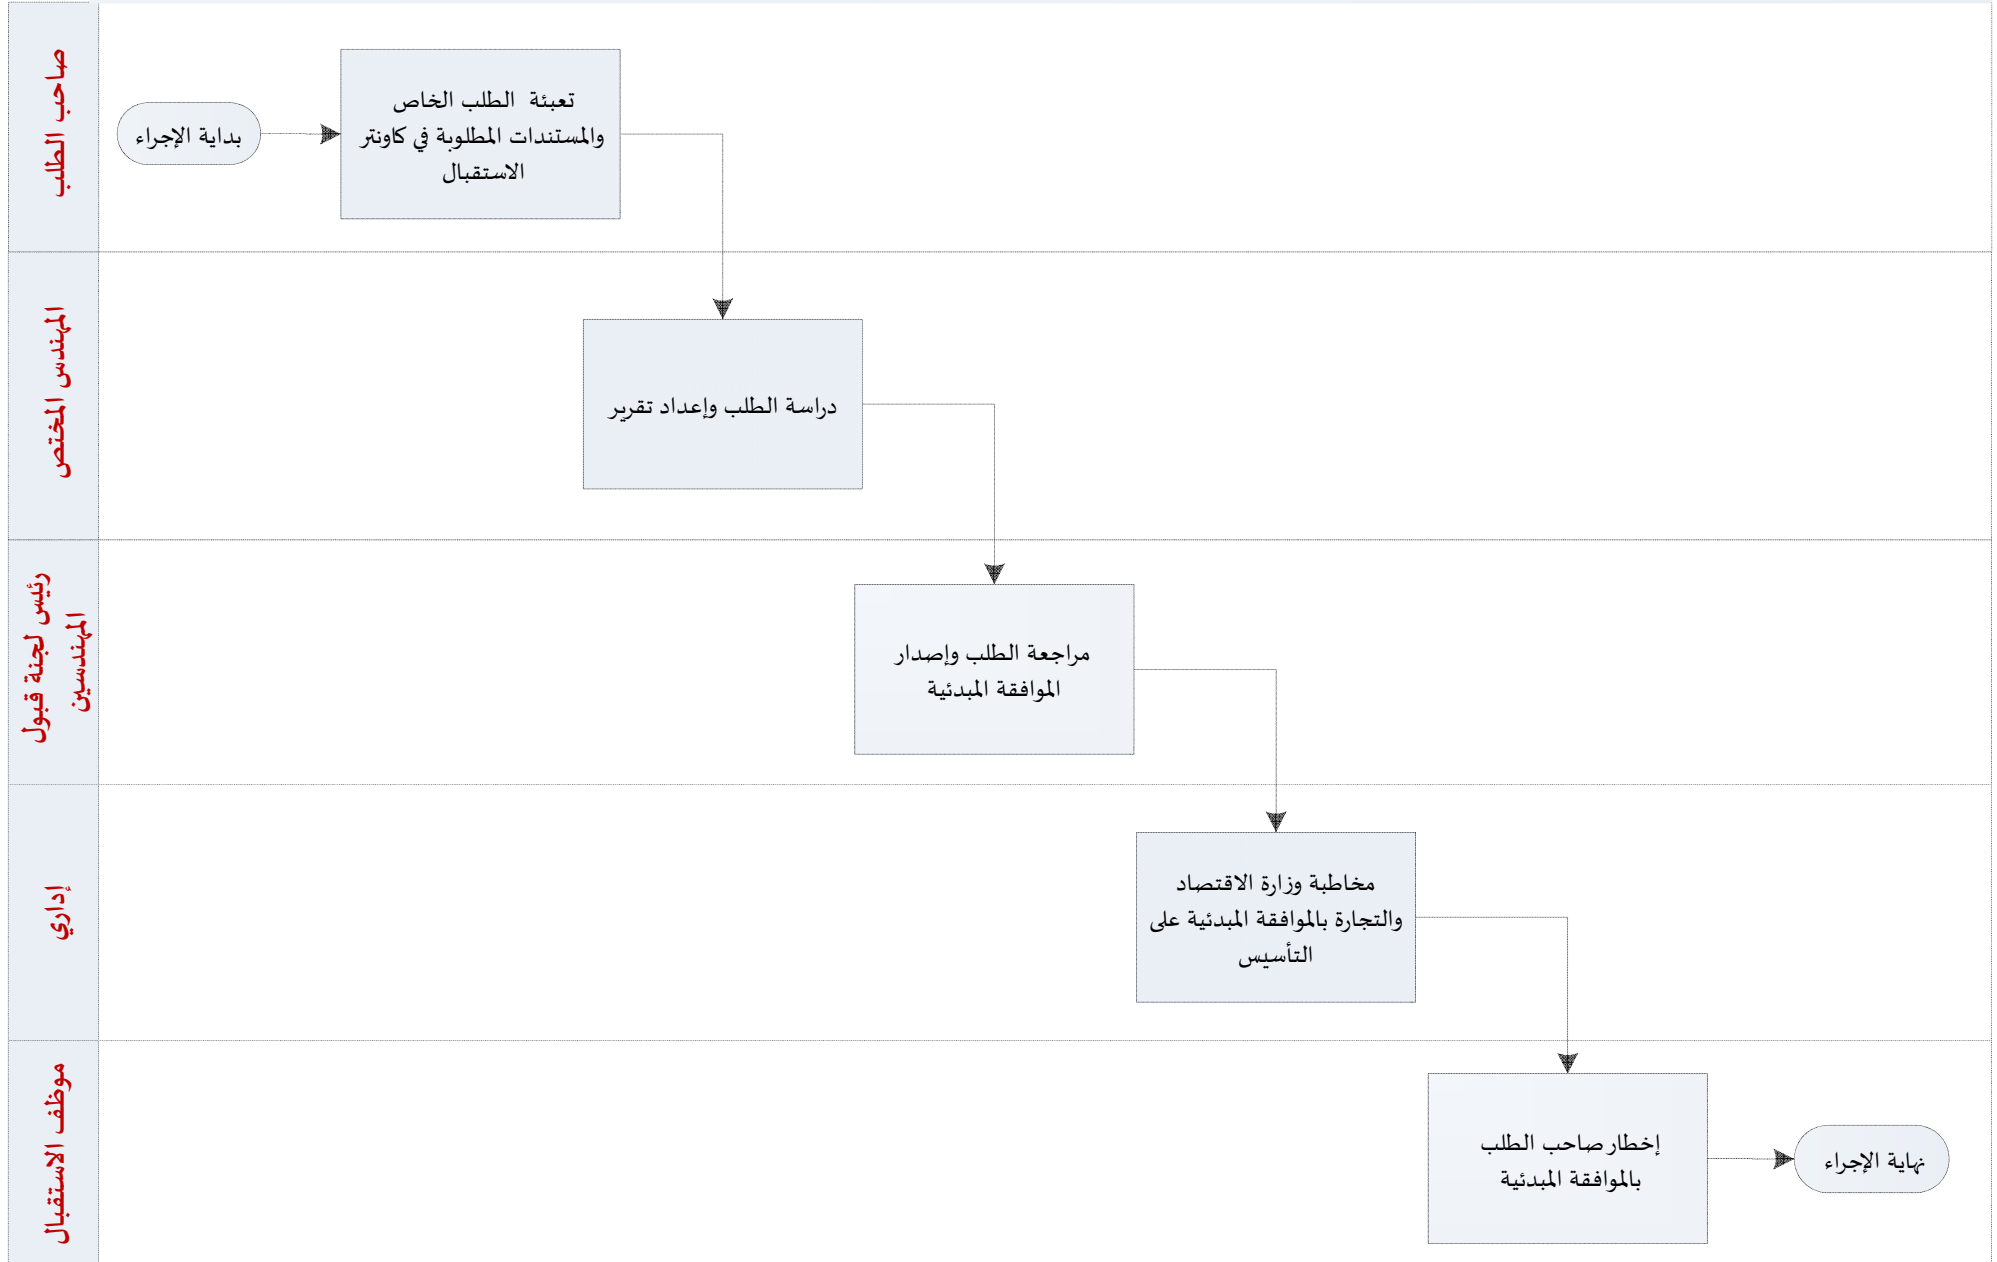 صاحب الطلب
بداية الإجراء
تعبئة الطلب الخاص
والمستندات المطلوبة في كاونتر
الاستقبال
المهندس المختص
دراسة الطلب وإعداد تقرير
رئيس لجنة قبول
المهندسين
مراجعة الطلب وإصدار
الموافقة المبدئية
إداري
مخاطبة وزارة الاقتصاد
والتجارة بالموافقة المبدئية على
التأسيس
موظف الاستقبال
إخطار صاحب الطلب
بالموافقة المبدئية
نهاية الإجراء